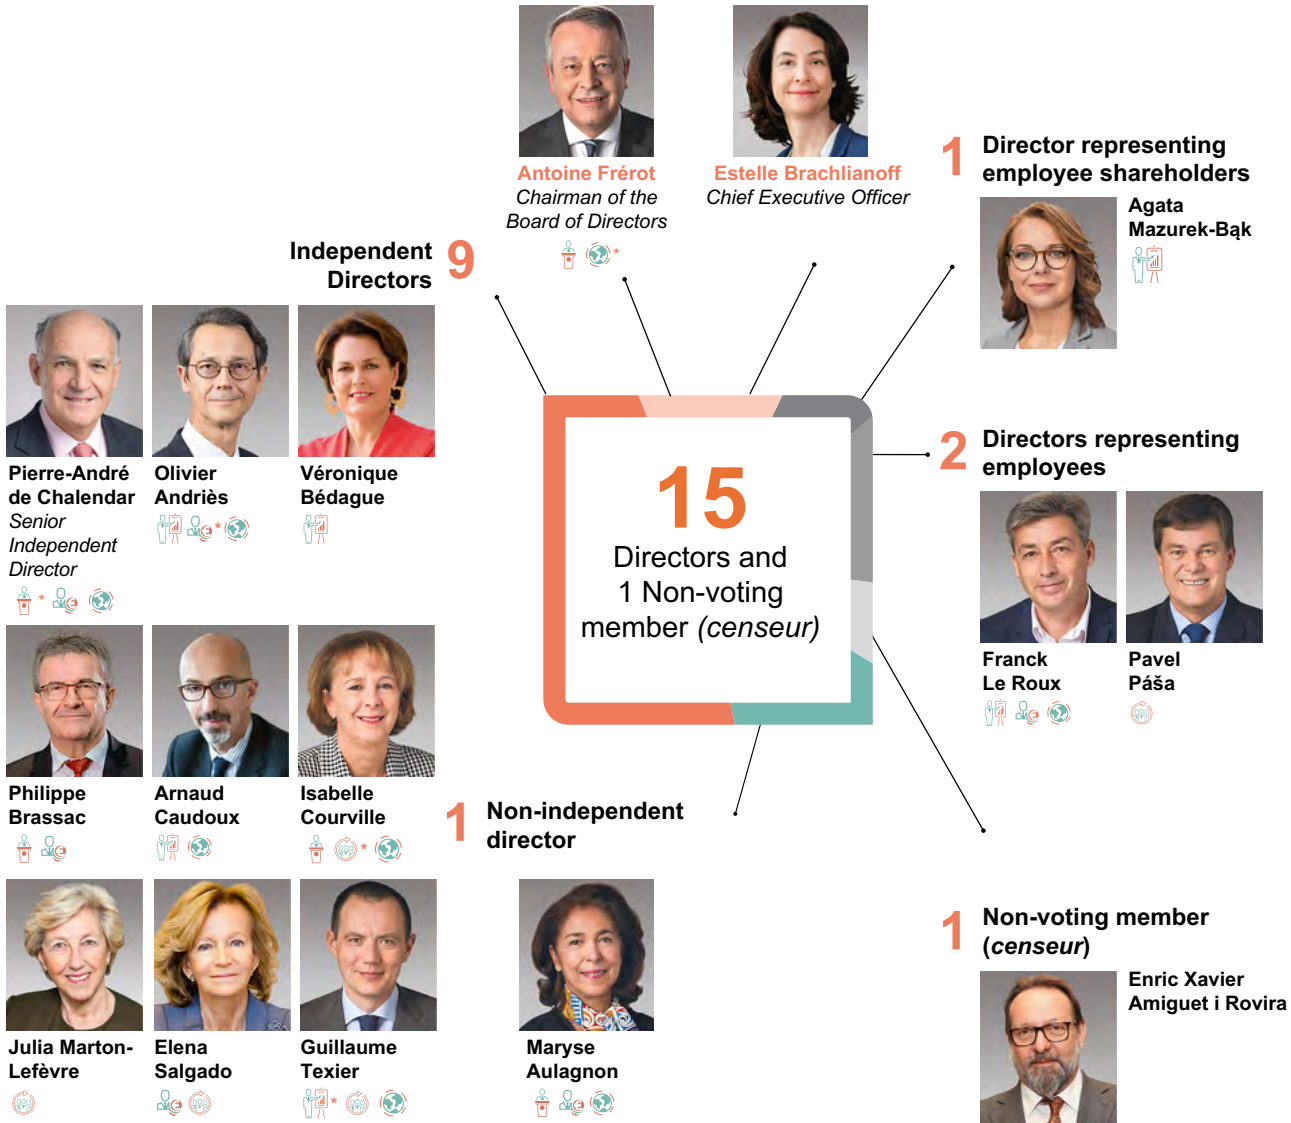 Antoine Frérot
Chairman of the
Board of Directors
*
Estelle Brachlianoff
Chief Executive Officer
1
Director representing
employee shareholders
Agata
Mazurek-Bąk
Independent
Directors
9
Pierre-André
de Chalendar
Senior
Independent
Director
*
Olivier
Andriès
*
Véronique
Bédague
15
Directors and
1 Non-voting
member (censeur)
2
Directors representing
employees
Franck
Le Roux
Pavel
Páša
Philippe
Brassac
Arnaud
Caudoux
Isabelle
Courville
*
1
Non-independent
director
Julia Marton-
Lefèvre
Elena
Salgado
Guillaume
Texier
*
Maryse
Aulagnon
1
Non-voting member
(censeur)
Enric Xavier
Amiguet i Rovira